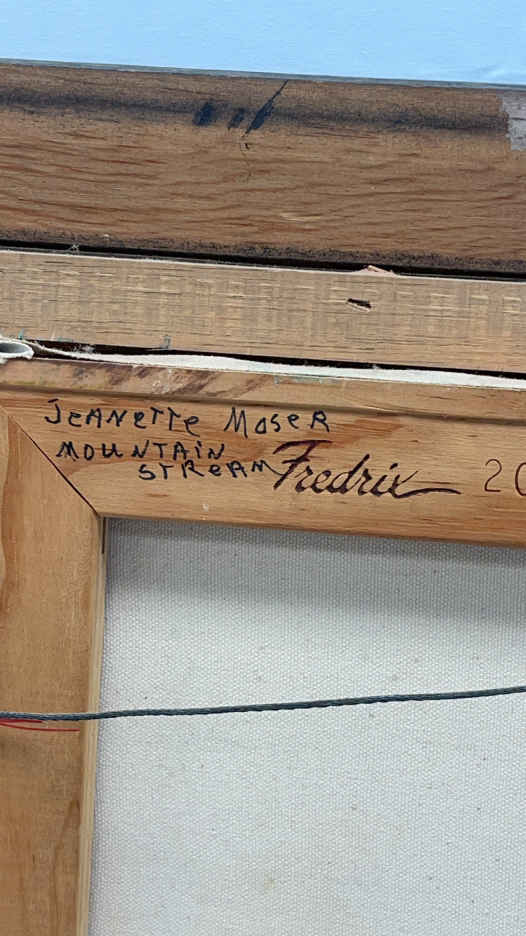 JEANETTE MOSER
MOUNTAIN
STREAM Fredrix 20